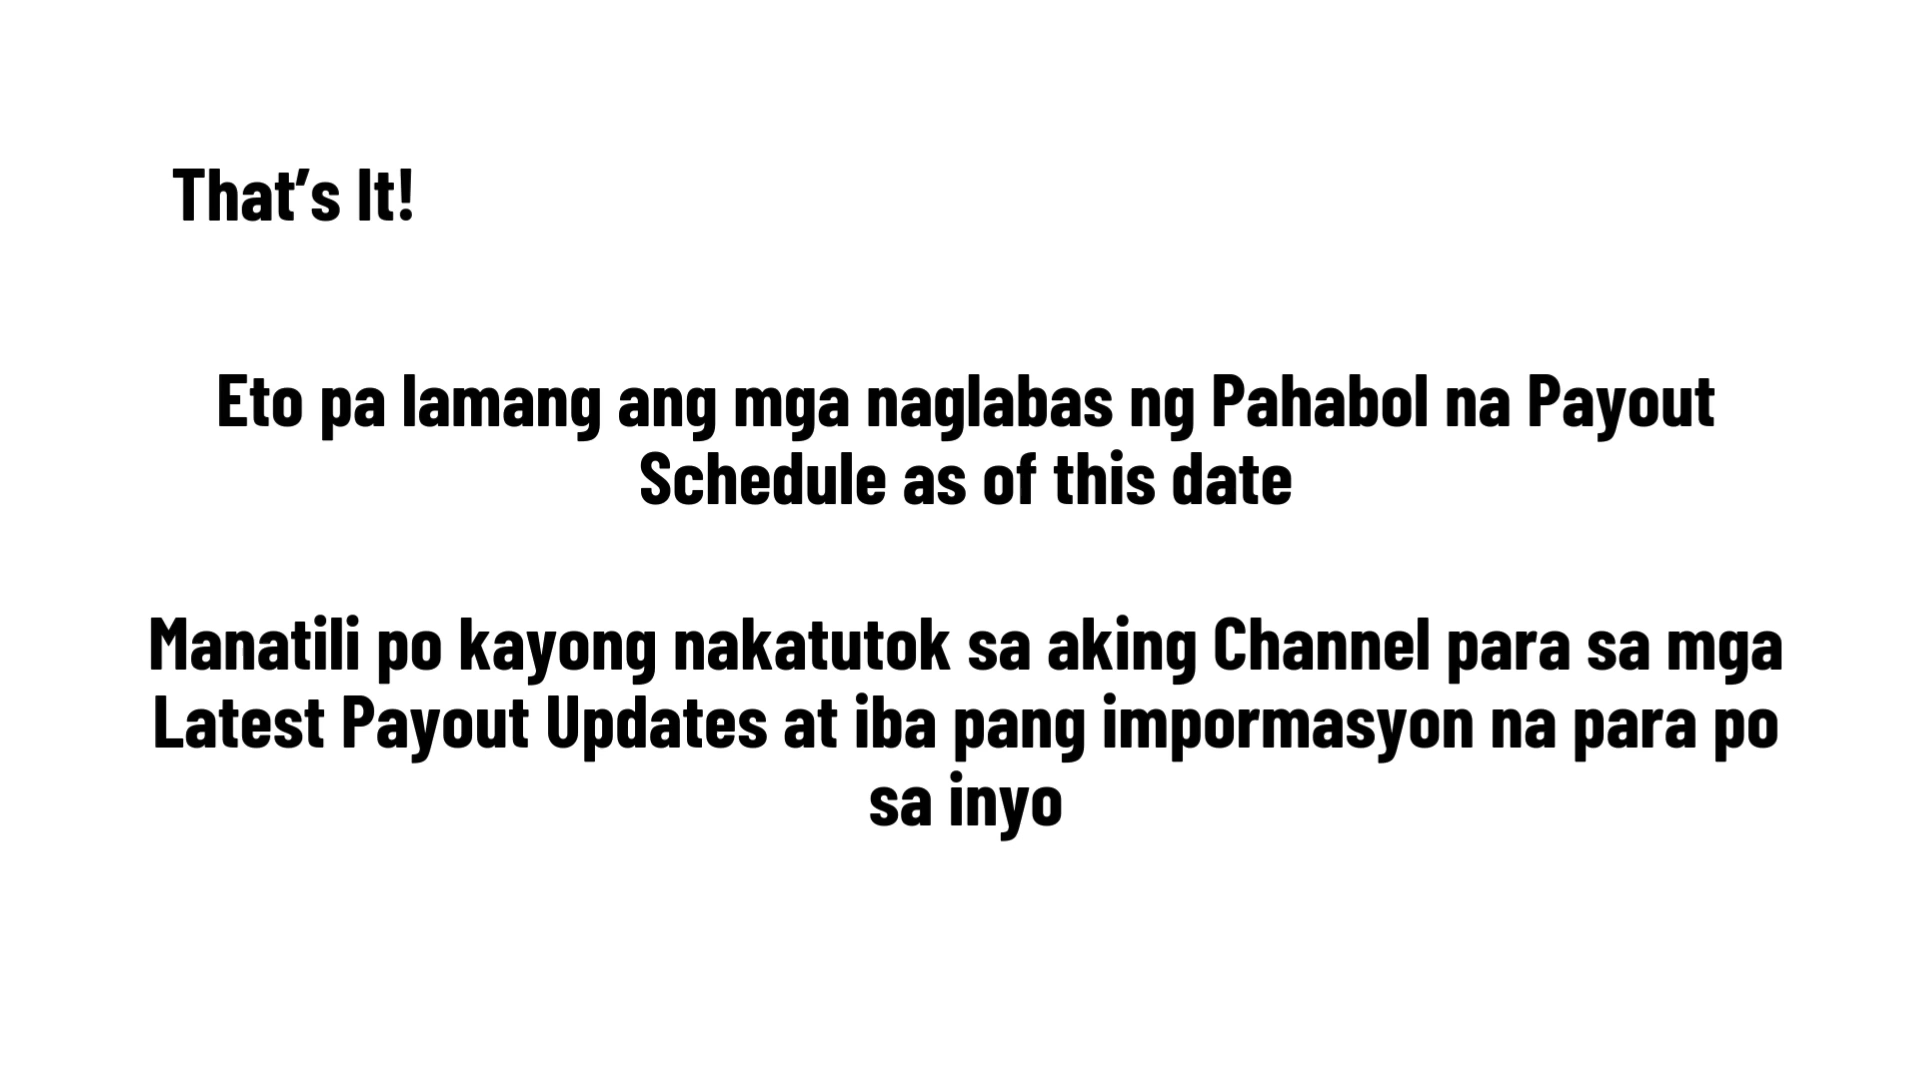 That’s It!
Eto pa lamang ang mga naglabas ng Pahabol na Payout
Schedule as of this date
Manatili po kayong nakatutok sa aking Channel para sa mga
Latest Payout Updates at iba pang impormasyon na para po
sa inyo